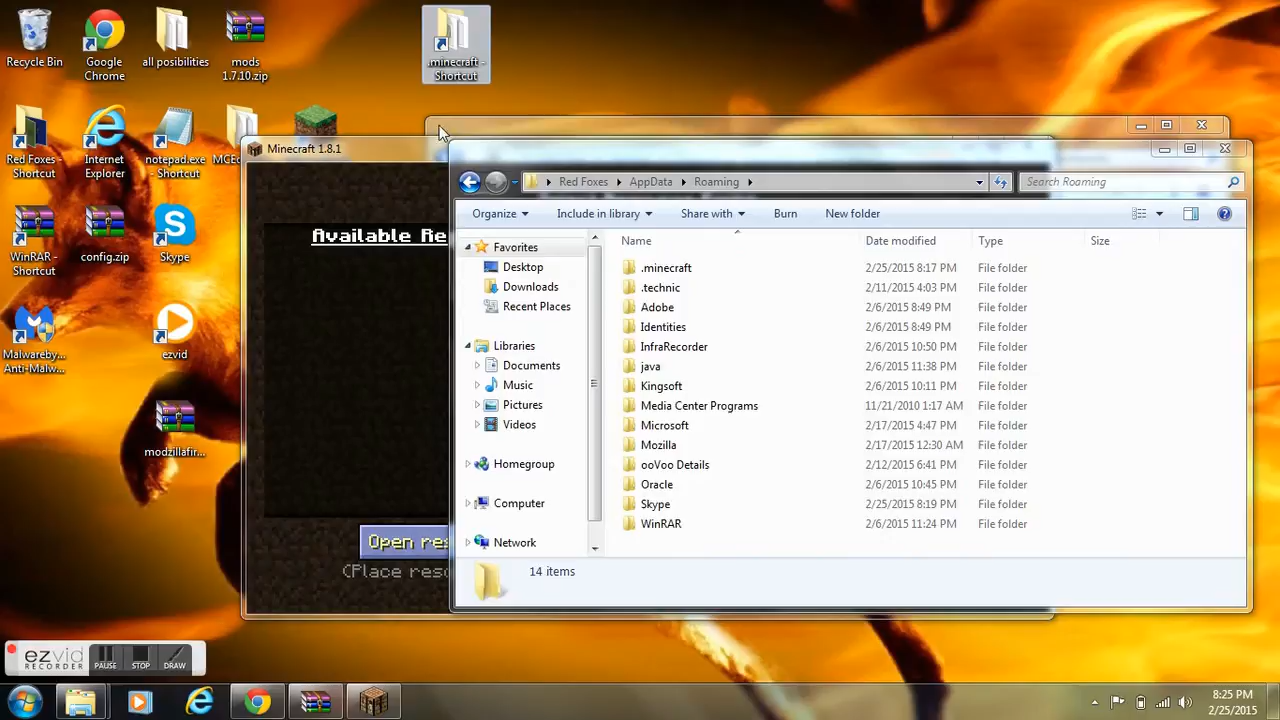 Recycle Bin
Google
Chrome
all posibilities
mods
1.7.10.zip
.minecraft -
Shortcut
Red Foxes -
Shortcut
Internet
Explorer
notepad.exe
- Shortcut
MCEd
WinRAR -
Shortcut
config.zip
Skype
Malwareby...
Anti-Malw...
ezvid
modzillafir...
Minecraft 1.8.1
Available Re
Open res
(Place reso
Red Foxes
AppData
Roaming
Search Roaming
Organize
Include in library
Share with
Burn
New folder
Favorites
Desktop
Downloads
Recent Places
Libraries
Documents
Music
Pictures
Videos
Homegroup
Computer
Network
Name Date modified Type Size
.minecraft 2/25/2015 8:17 PM File folder
.technic 2/11/2015 4:03 PM File folder
Adobe 2/6/2015 8:49 PM File folder
Identities 2/6/2015 8:49 PM File folder
InfraRecorder 2/6/2015 10:50 PM File folder
java 2/6/2015 11:38 PM File folder
Kingsoft 2/6/2015 10:11 PM File folder
Media Center Programs 11/21/2010 1:17 AM File folder
Microsoft 2/17/2015 4:47 PM File folder
Mozilla 2/17/2015 12:30 AM File folder
ooVoo Details 2/12/2015 6:41 PM File folder
Oracle 2/6/2015 10:45 PM File folder
Skype 2/25/2015 8:19 PM File folder
WinRAR 2/6/2015 11:24 PM File folder
14 items
ezvid
RECORDER
PAUSE
STOP
DRAW
8:25 PM
2/25/2015